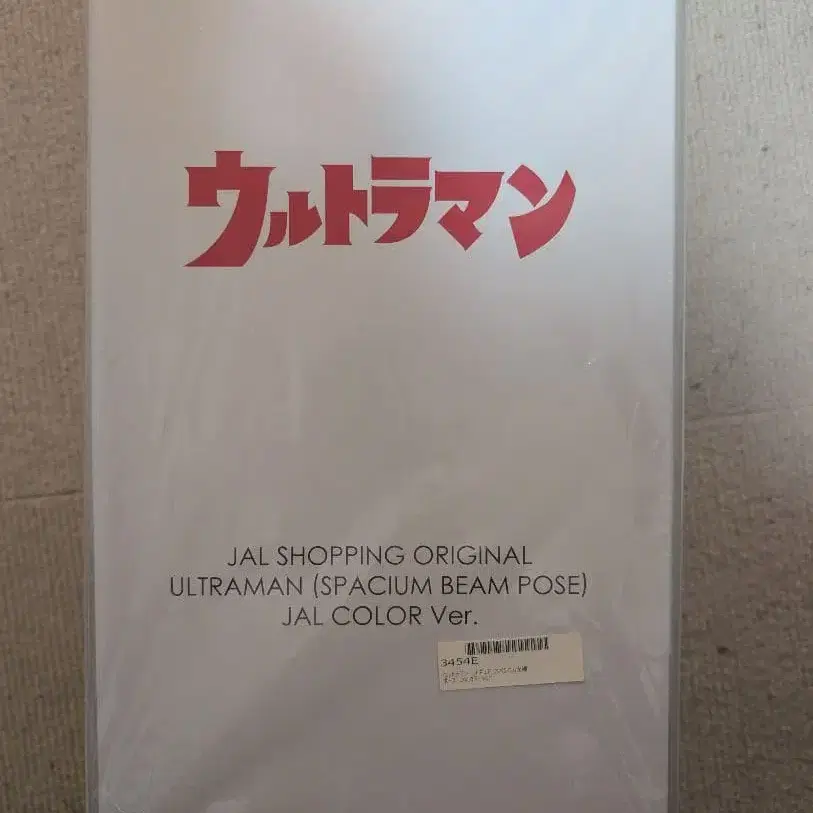 ウルトラマン
JAL SHOPPING ORIGINAL
ULTRAMAN (SPACIUM BEAM POSE)
JAL COLOR Ver.
3454E